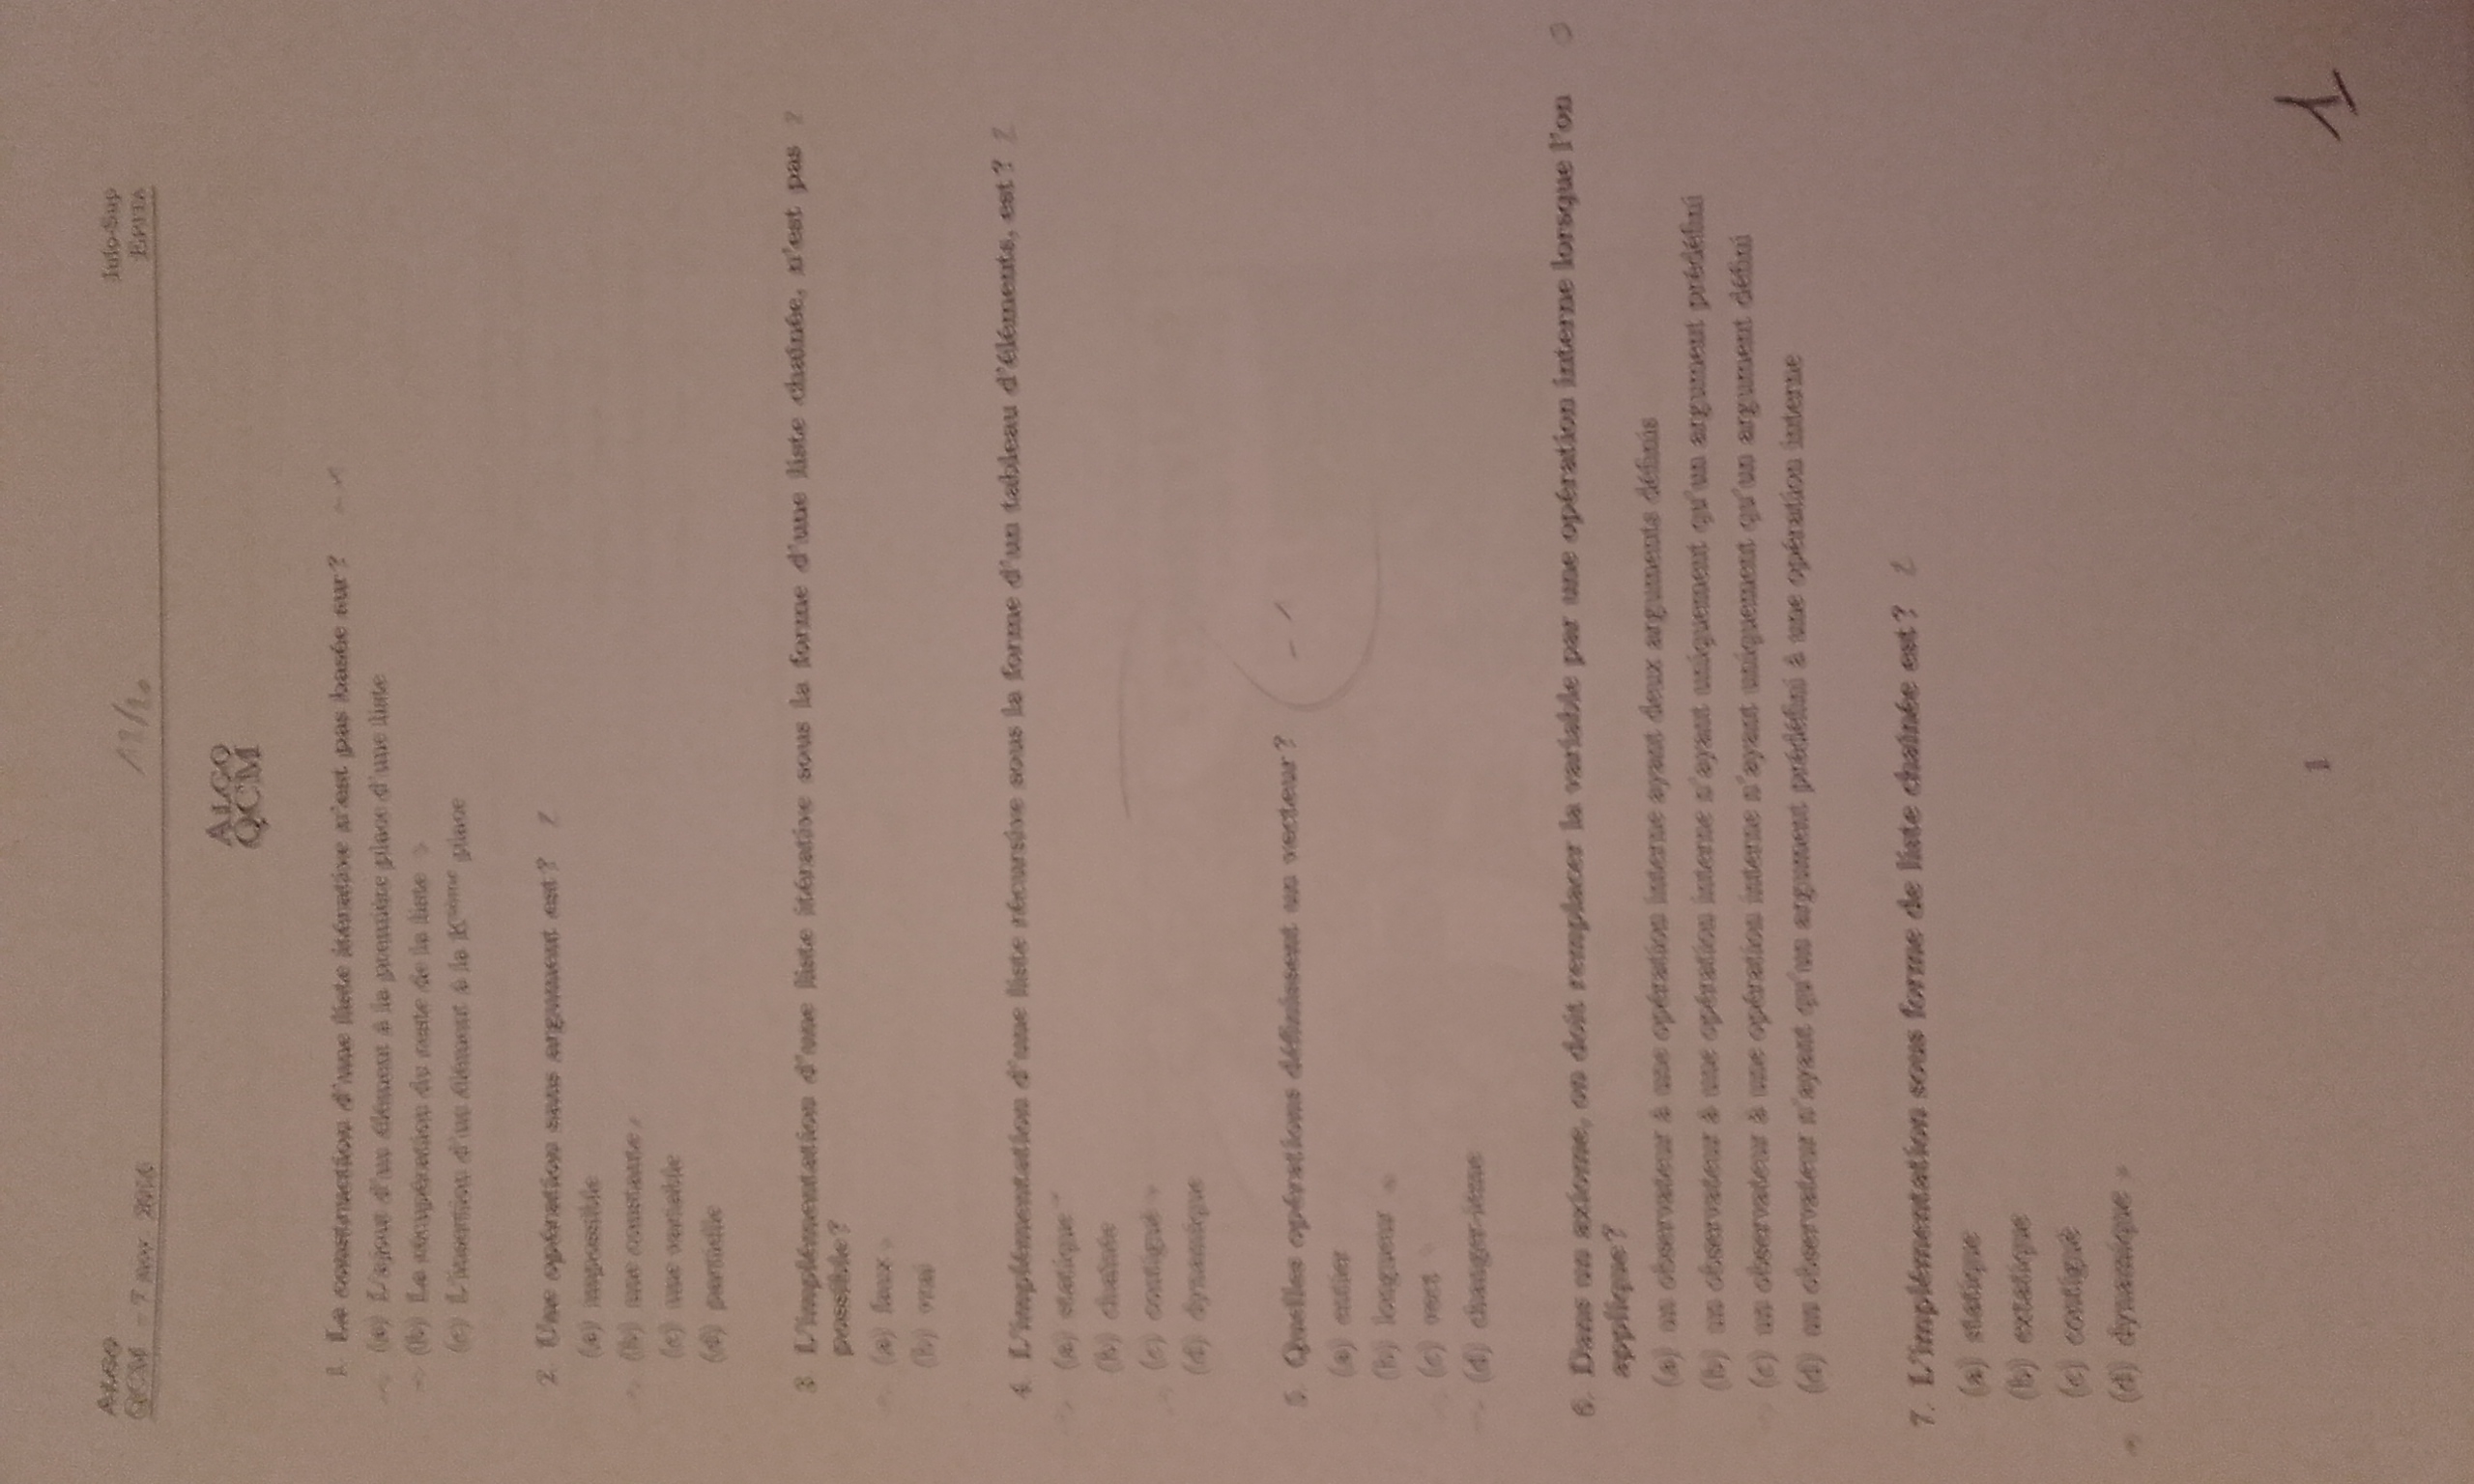 ALGO
QCM – 7 nov. 2016
Info-Sup
EPITA
/20
ALGO
QCM
1. La construction d'une liste itérative n'est pas basée sur?
(a) L'ajout d'un élément à la première place d'une liste
(b) La récupération du reste de la liste
(c) L'insertion d'un élément à la Kième place
2. Une opération sans argument est? 2
(a) impossible
(b) une constante
(c) une variable
(d) partielle
3. L'implémentation d'une liste itérative sous la forme d'une liste chaînée, n'est pas 2
possible?
(a) faux
(b) vrai
4. L'implémentation d'une liste récursive sous la forme d'un tableau d'éléments, est? 2
(a) statique
(b) chaînée
(c) contiguë
(d) dynamique
5. Quelles opérations définissent un vecteur? -1
(a) entier
(b) longueur
(c) vect
(d) changer-ième
6. Dans un axiome, on doit remplacer la variable par une opération interne lorsque l'on
applique?
(a) un observateur à une opération interne ayant deux arguments définis
(b) un observateur à une opération interne n'ayant uniquement qu'un argument prédéfini
(c) un observateur à une opération interne n'ayant uniquement qu'un argument défini
(d) un observateur n'ayant qu'un argument prédéfini à une opération interne
7. L'implémentation sous forme de liste chaînée est? 2
(a) statique
(b) extatique
(c) contiguë
(d) dynamique
1
1